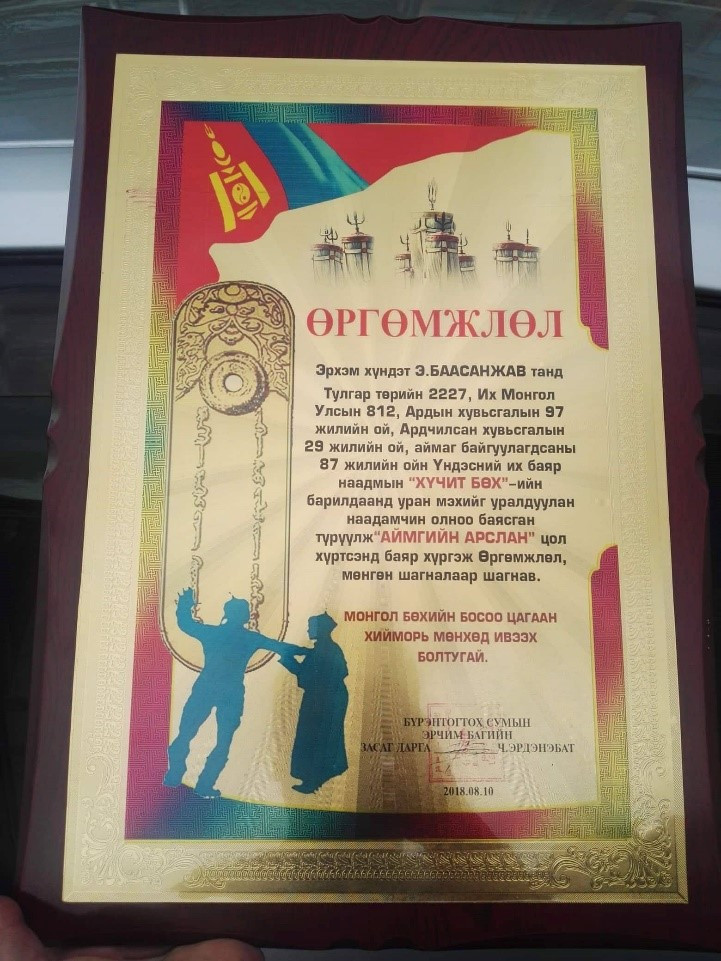 ӨРГӨМЖЛӨЛ
Эрхэм хүндэт Э.БААСАНЖАВ танд
Тулгар төрийн 2227, Их Монгол
Улсын 812, Ардын хувьсгалын 97
жилийн ой, Ардчилсан хувьсгалын
29 жилийн ой, аймаг байгуулагдсаны
87 жилийн ойн Үндэсний их баяр
наадмын “ХҮЧИТ БӨХ”-ийн
барилдаанд уран мэхийг уралдуулан
наадамчин олноо баясган
түрүүлж“АЙМГИЙН АРСЛАН” цол
хүртсэнд баяр хүргэж Өргөмжлөл,
мөнгөн шагналаар шагнав.
МОНГОЛ БӨХИЙН БОСОО ЦАГААН
ХИЙМОРЬ МӨНХӨД ИВЭЭХ
БОЛТУГАЙ.
БҮРЭНТОГТОХ СУМЫН
ЭРЧИМ БАГИЙН
ЗАСАГ ДАРГА Ч.ЭРДЭНЭБАТ
2018.08.10